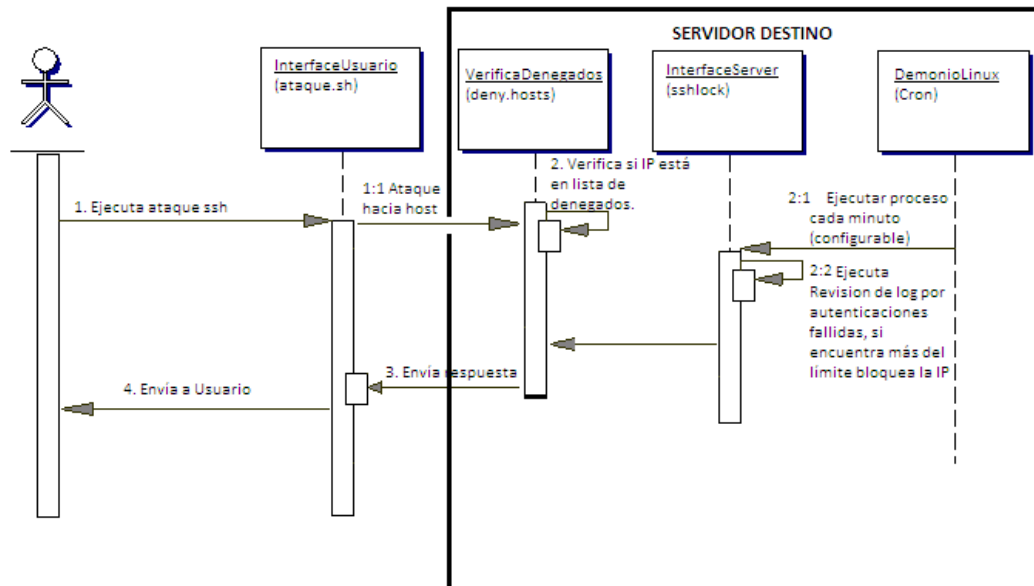 SERVIDOR DESTINO
InterfaceUsuario
(ataque.sh)
VerificaDenegados
(deny.hosts)
InterfaceServer
(sshlock)
DemonioLinux
(Cron)
1. Ejecuta ataque ssh
1:1 Ataque
hacia host
2. Verifica si IP está
en lista de
denegados.
2:1 Ejecutar proceso
cada minuto
(configurable)
2:2 Ejecuta
Revision de log por
autenticaciones
fallidas, si
encuentra más del
límite bloquea la IP
3. Envía respuesta
4. Envía a Usuario